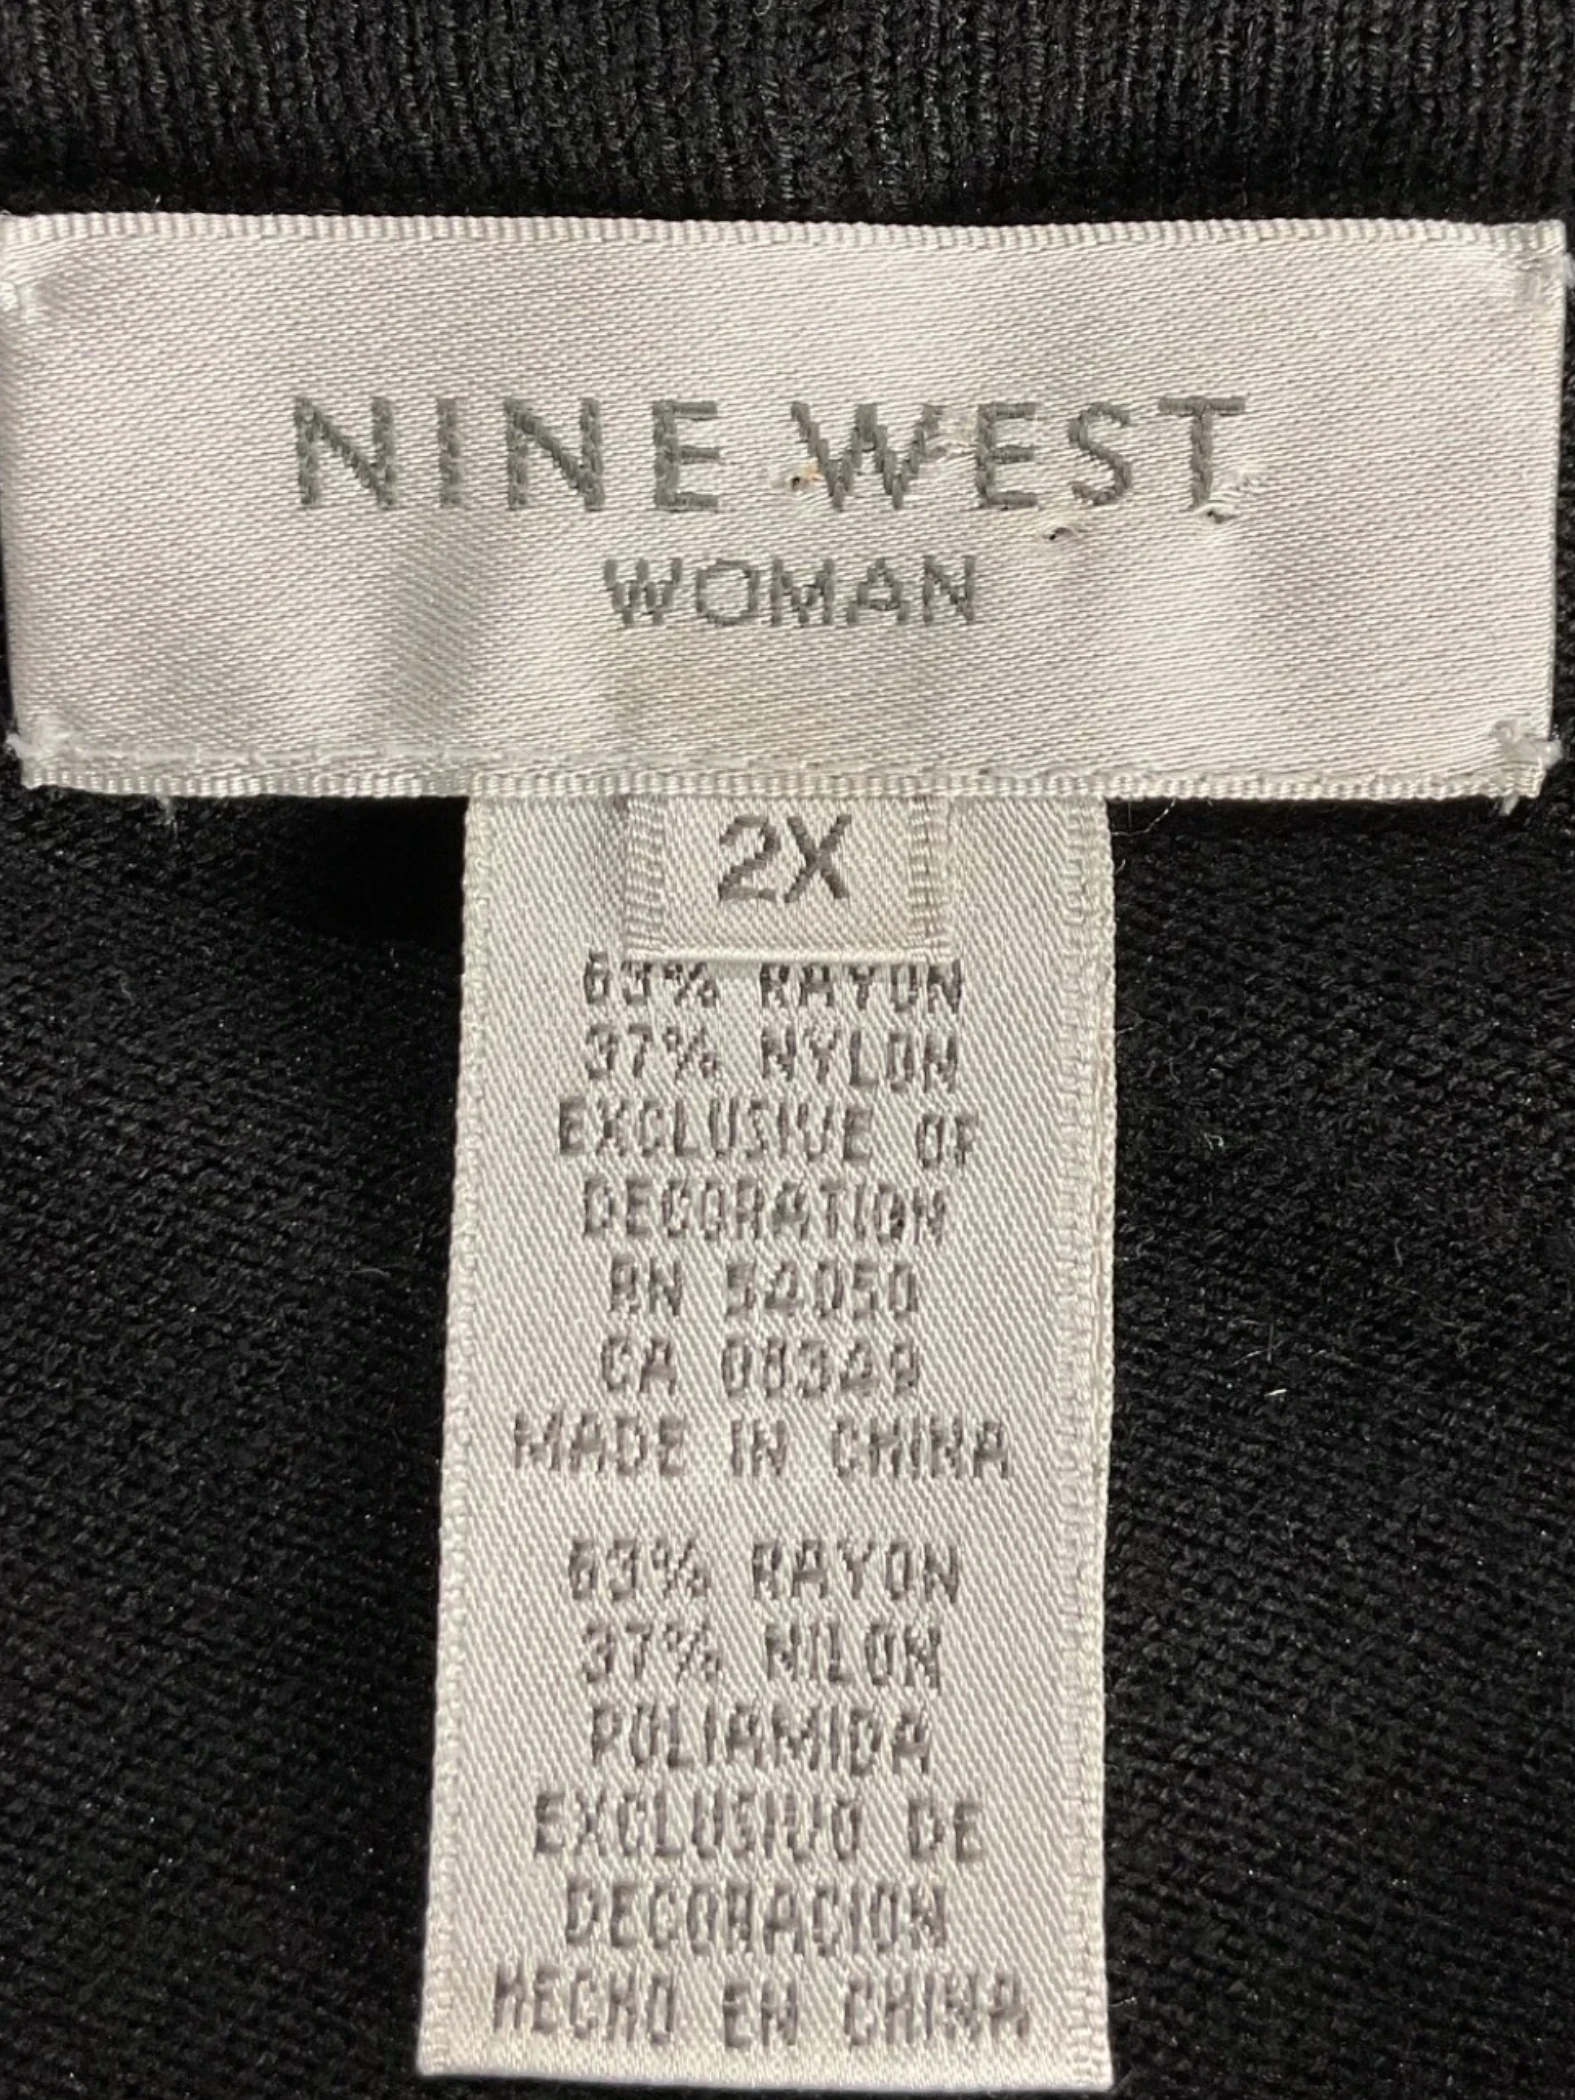 NINE WEST
WOMAN
2X
63% RAYON
37% NYLON
EXCLUSIVE OF
DECORATION
RN 54050
CA 08349
MADE IN CHINA
63% RAYON
37% NILON
POLIAMIDA
EXCLUSIVO DE
DECORACION
HECHO EN CHINA